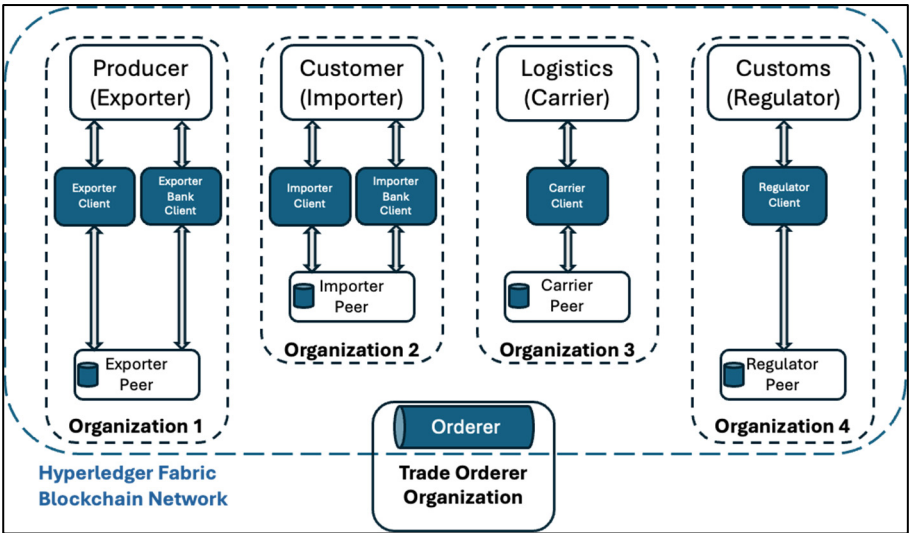 Producer
(Exporter)
Customer
(Importer)
Logistics
(Carrier)
Customs
(Regulator)
Exporter
Client
Exporter
Bank
Client
Importer
Client
Importer
Bank
Client
Carrier
Client
Regulator
Client
Importer
Peer
Carrier
Peer
Organization 2
Organization 3
Exporter
Peer
Regulator
Peer
Organization 1
Organization 4
Orderer
Trade Orderer
Organization
Hyperledger Fabric
Blockchain Network